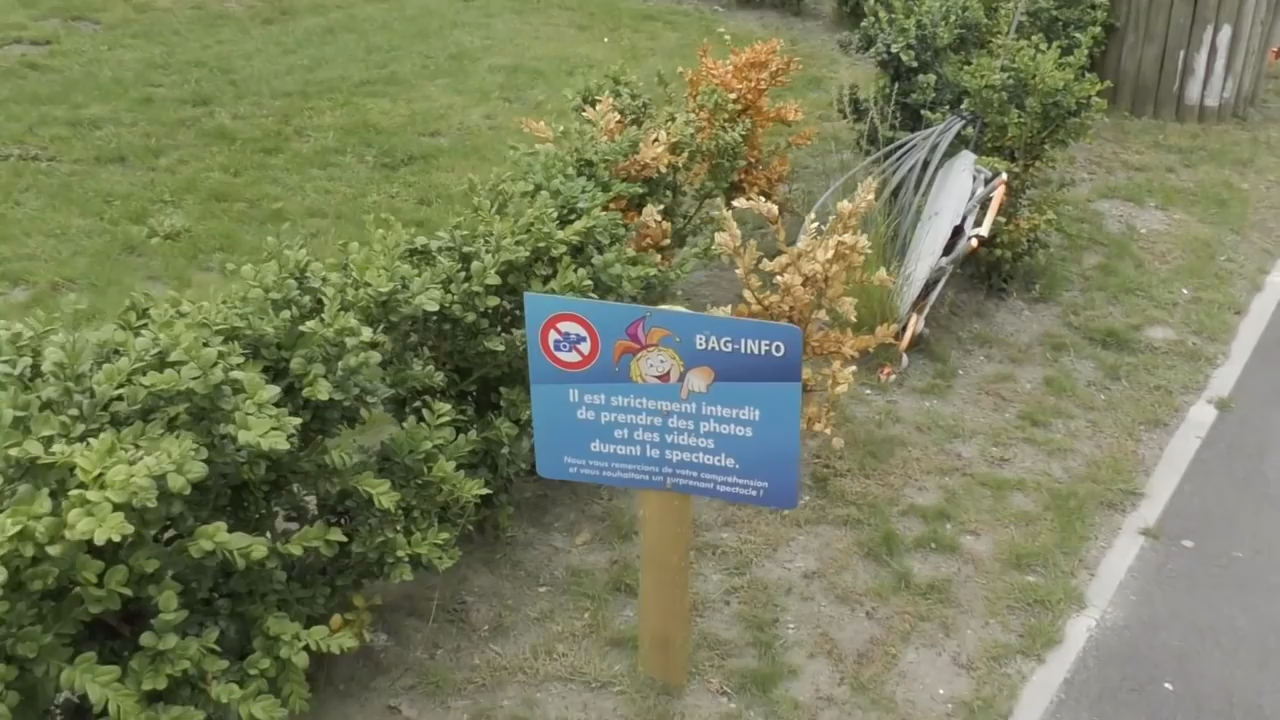 BAG-INFO
Il est strictement interdit
de prendre des photos
et des vidéos
durant le spectacle.
Nous vous remercions de votre compréhension
et vous souhaitons un surprenant spectacle !